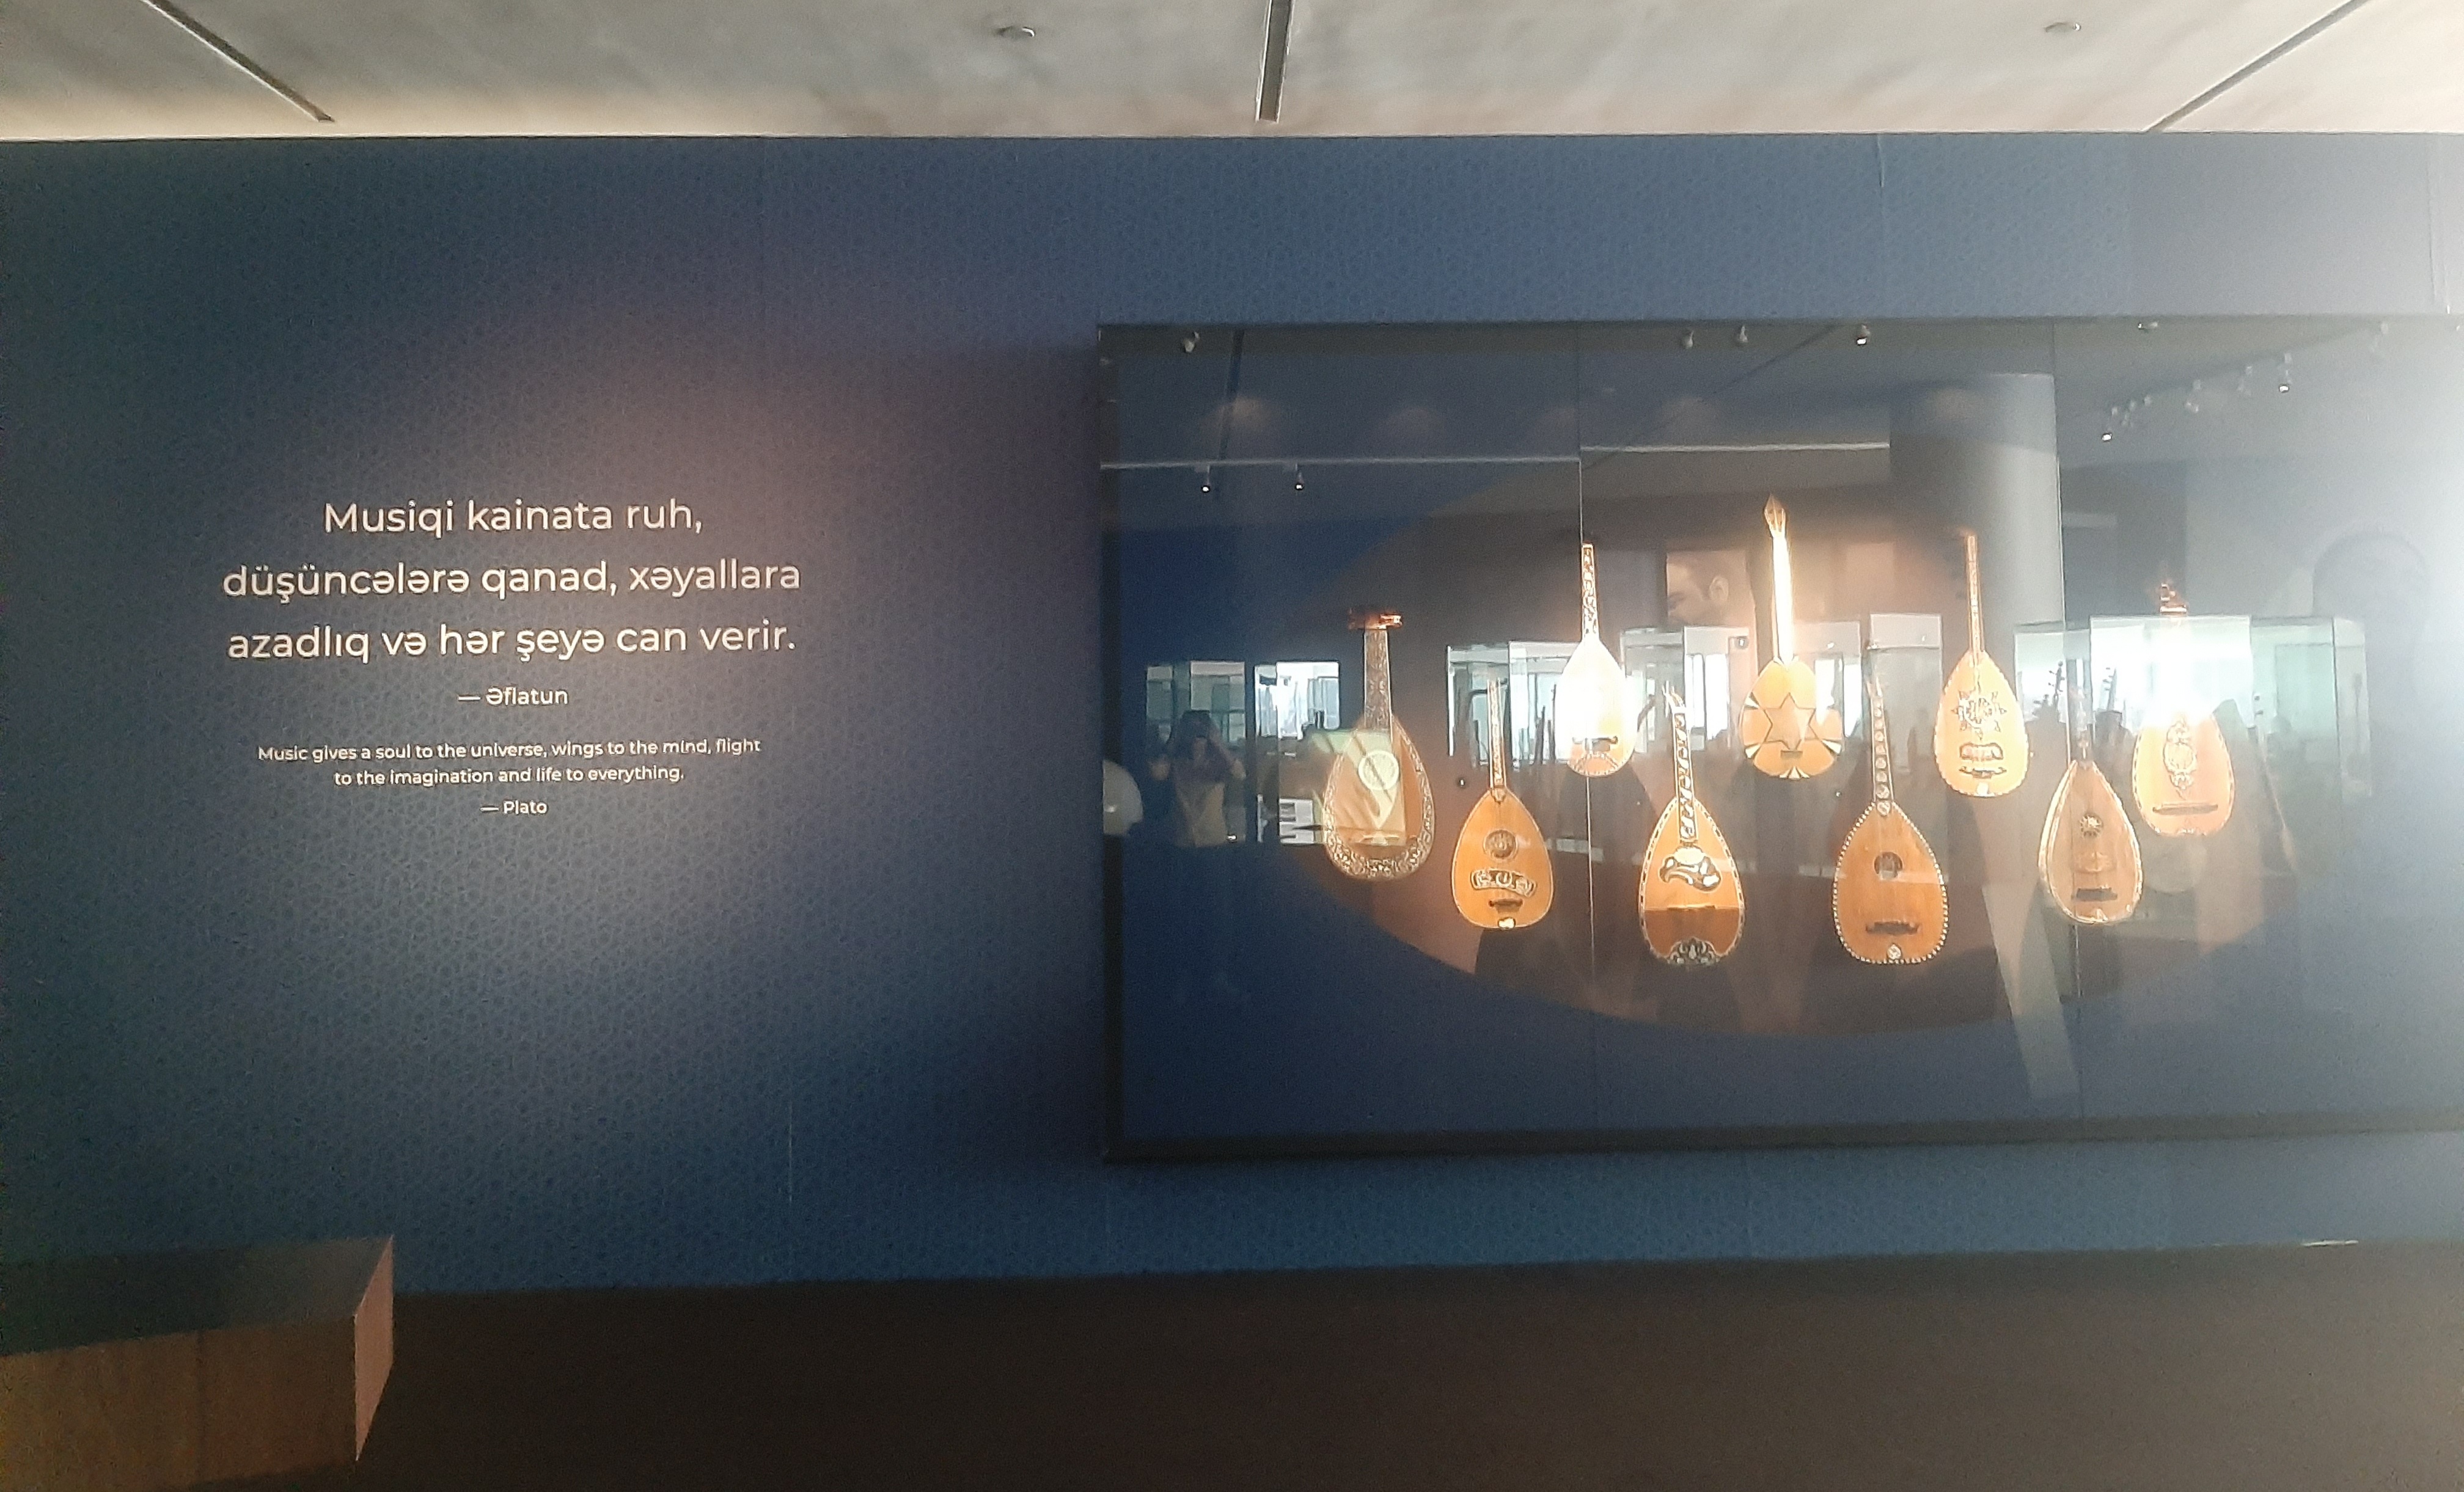 Musiqi kainata ruh,
düşüncələrə qanad, xəyallara
azadlıq və hər şeyə can verir.
— Əflatun
Music gives a soul to the universe, wings to the mind, flight
to the imagination and life to everything.
— Plato